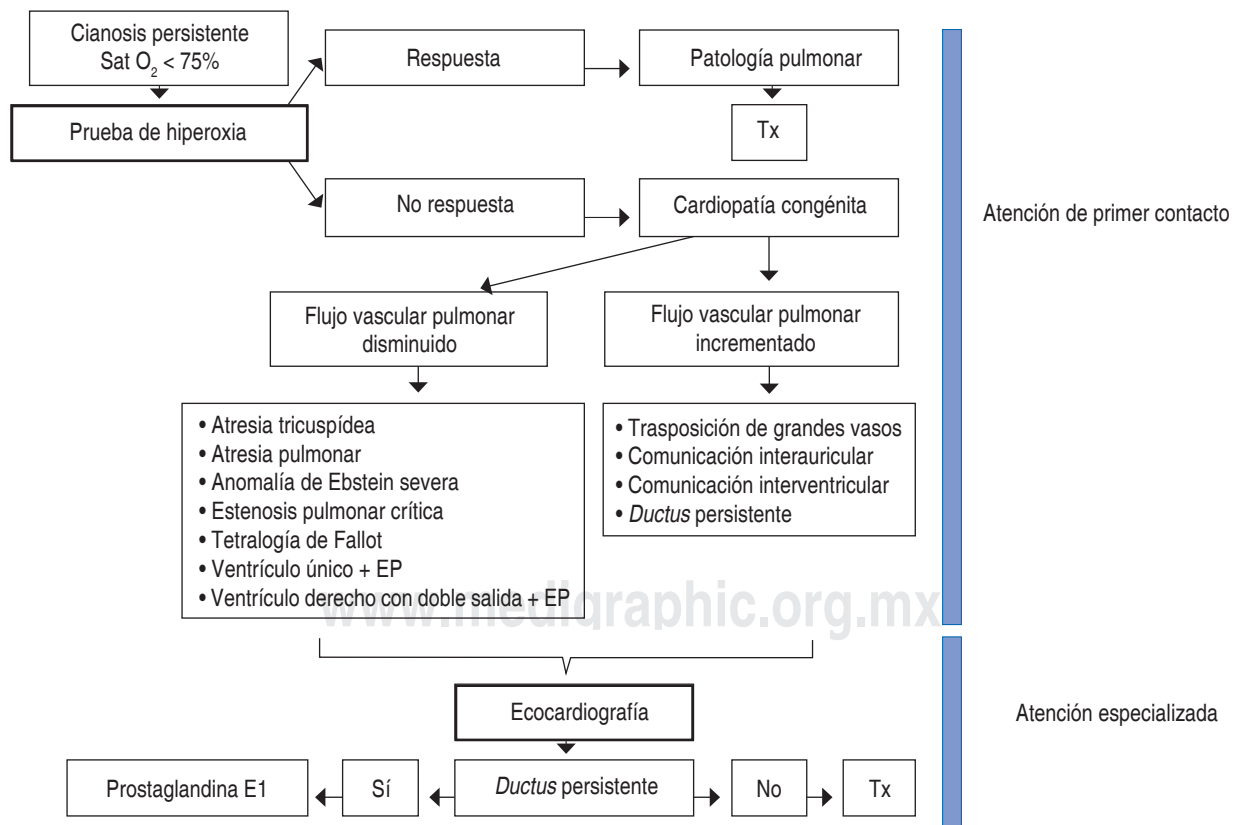 Cianosis persistente
Sat O₂ < 75%
Respuesta
Patología pulmonar
Prueba de hiperoxia
Tx
No respuesta
Cardiopatía congénita
Atención de primer contacto
Flujo vascular pulmonar
disminuido
Flujo vascular pulmonar
incrementado
• Atresia tricuspídea
• Atresia pulmonar
• Anomalía de Ebstein severa
• Estenosis pulmonar crítica
• Tetralogía de Fallot
• Ventrículo único + EP
• Ventrículo derecho con doble salida + EP
• Trasposición de grandes vasos
• Comunicación interauricular
• Comunicación interventricular
• Ductus persistente
www.medigraphic.org.mx
Ecocardiografía
Atención especializada
Prostaglandina E1
Sí
Ductus persistente
No
Tx